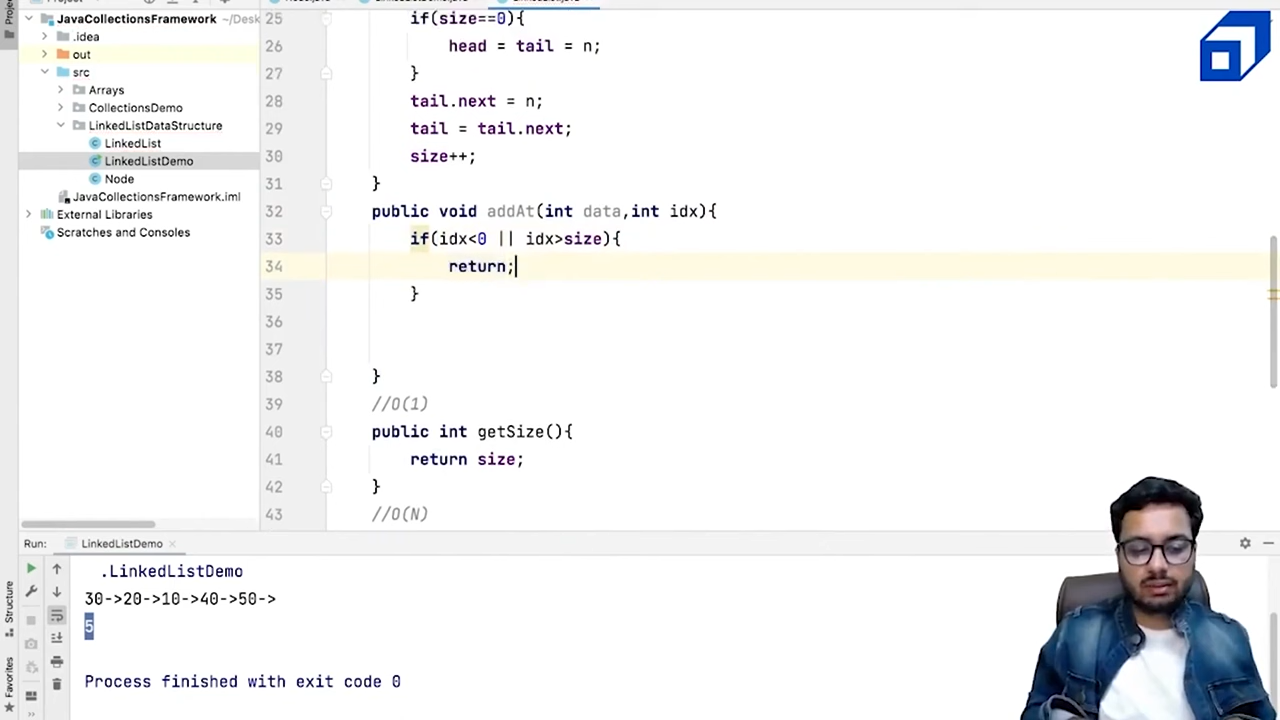 JavaCollectionsFramework ~/Desk
.idea
out
src
Arrays
CollectionsDemo
LinkedListDataStructure
LinkedList
LinkedListDemo
Node
JavaCollectionsFramework.iml
External Libraries
Scratches and Consoles
25 if(size==0){
26 head = tail = n;
27 }
28 tail.next = n;
29 tail = tail.next;
30 size++;
31 }
32 public void addAt(int data,int idx){
33 if(idx<0 || idx>size){
34 return;
35 }
36
37
38 }
39 //O(1)
40 public int getSize(){
41 return size;
42 }
43 //O(N)
Run: LinkedListDemo
.LinkedListDemo
30->20->10->40->50->
5
Process finished with exit code 0
Structure
Favorites